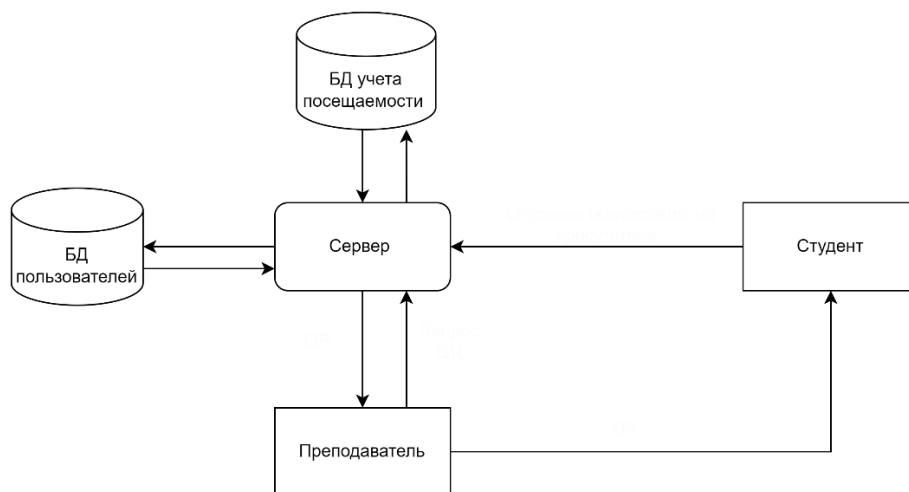 БД учета
посещаемости
БД
пользователей
Сервер
Студент
Преподаватель